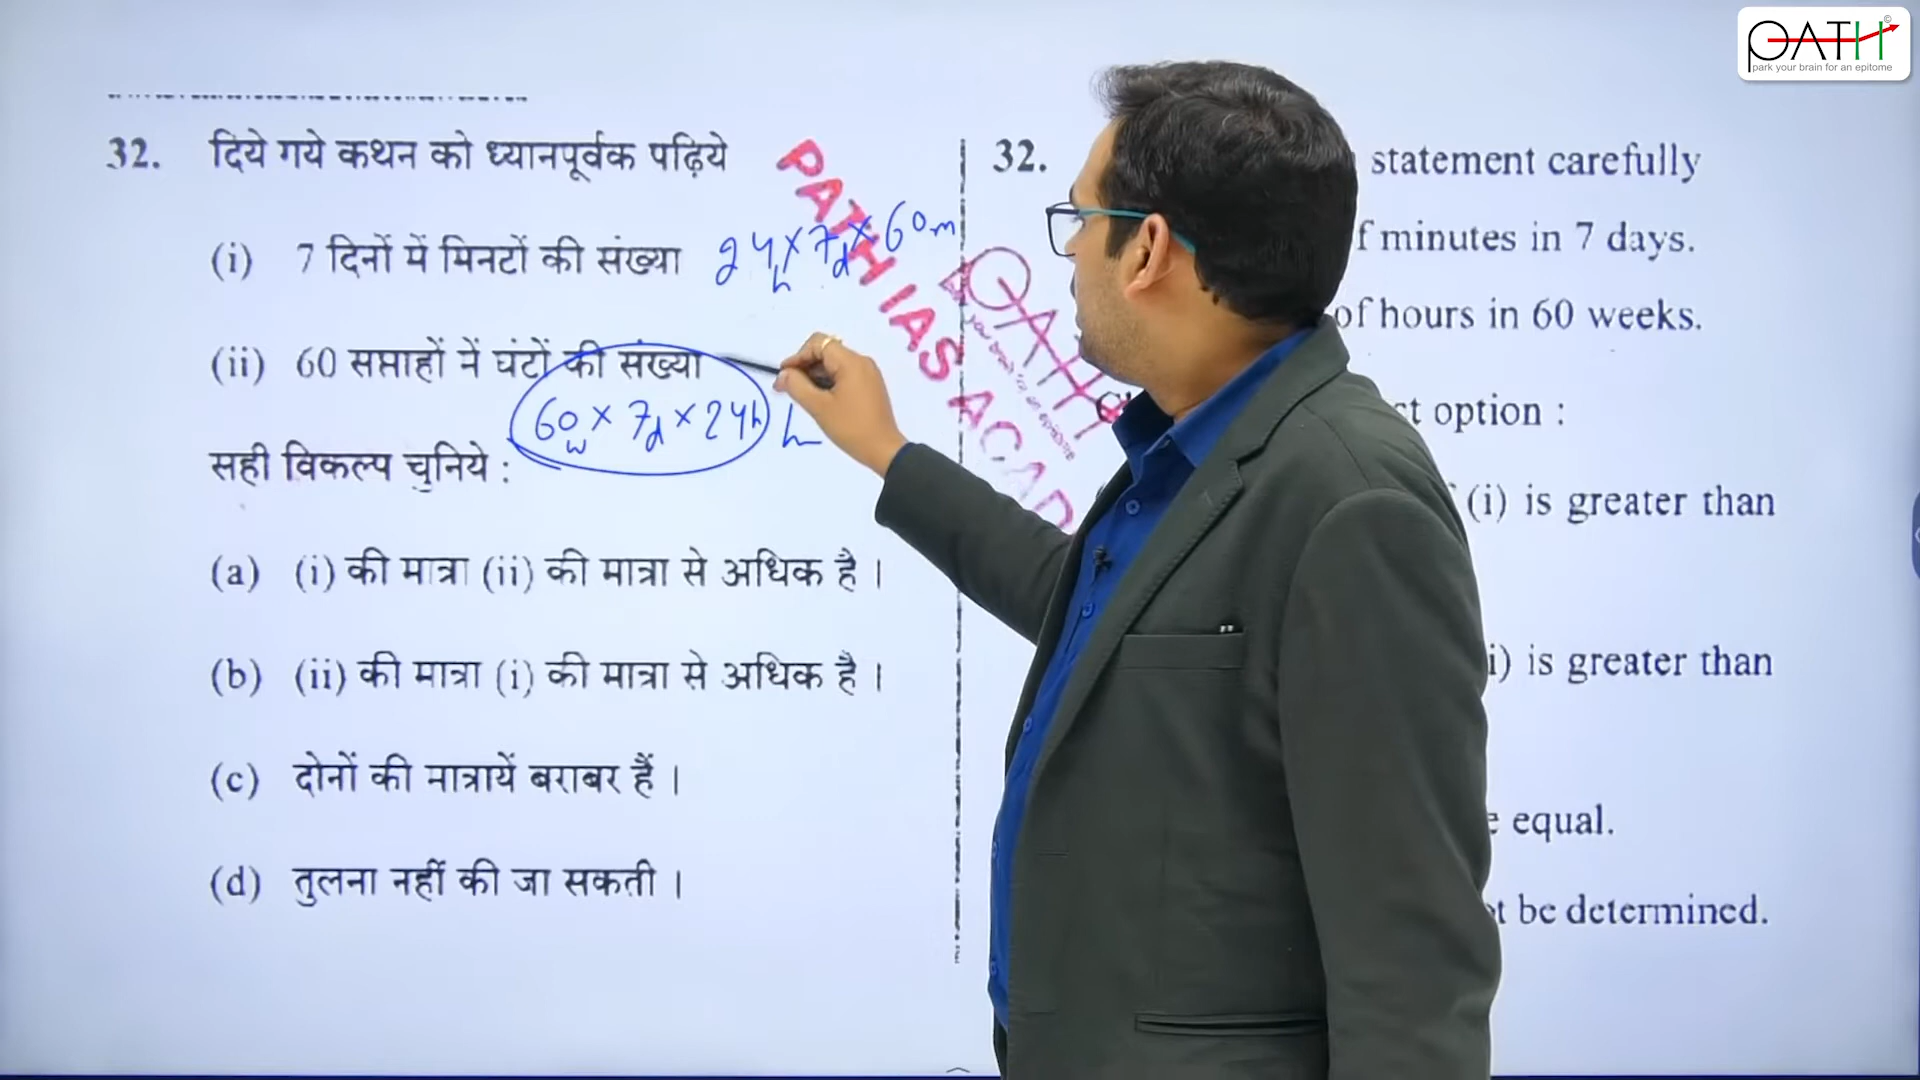 PATH©
park your brain for an epitome
32. दिये गये कथन को ध्यानपूर्वक पढ़िये
(i) 7 दिनों में मिनटों की संख्या 24h×7d×60m
(ii) 60 सप्ताहों में घंटों की संख्या
60w×7d×24h h
सही विकल्प चुनिये :
(a) (i) की मात्रा (ii) की मात्रा से अधिक है।
(b) (ii) की मात्रा (i) की मात्रा से अधिक है।
(c) दोनों की मात्रायें बराबर हैं।
(d) तुलना नहीं की जा सकती।
32. statement carefully
f minutes in 7 days.
of hours in 60 weeks.
ct option :
(i) is greater than
i) is greater than
equal.
t be determined.
PATH IAS ACAD
PATH